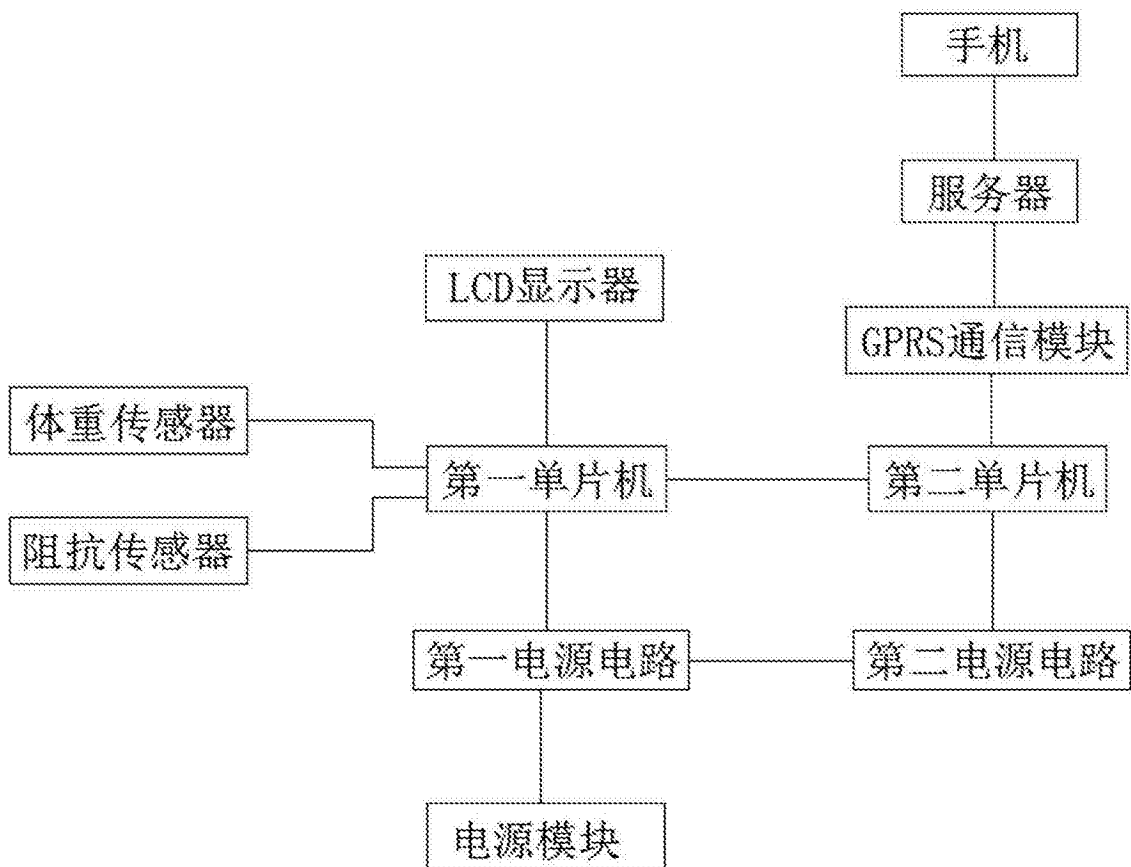 手机
服务器
LCD显示器
GPRS通信模块
体重传感器
第一单片机
第二单片机
阻抗传感器
第一电源电路
第二电源电路
电源模块